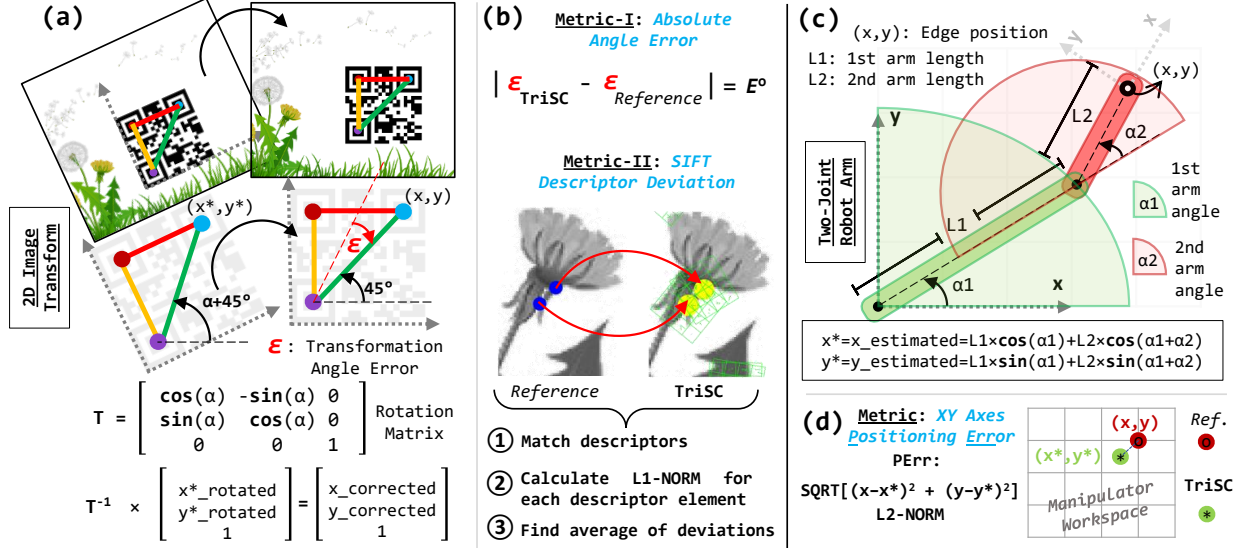 (a)
(x*,y*)
(x,y)
2D Image
Transform
α+45º
45º
ε
ε: Transformation
Angle Error
T =
cos(α) -sin(α) 0
sin(α) cos(α) 0
0 0 1
Rotation
Matrix
T⁻¹ ×
x*_rotated
y*_rotated
1
=
x_corrected
y_corrected
1
(b)
Metric-I: Absolute
Angle Error
| ε TriSC - ε Reference | = Eº
Metric-II: SIFT
Descriptor Deviation
Reference
TriSC
1 Match descriptors
2 Calculate L1-NORM for
each descriptor element
3 Find average of deviations
(c)
(x,y): Edge position
L1: 1st arm length
L2: 2nd arm length
y
x
(x,y)
Two-Joint
Robot Arm
y
L2
α2
L1
α1
x
α1
1st
arm
angle
α2
2nd
arm
angle
x*=x_estimated=L1×cos(α1)+L2×cos(α1+α2)
y*=y_estimated=L1×sin(α1)+L2×sin(α1+α2)
(d)
Metric: XY Axes
Positioning Error
PErr:
SQRT[(x-x*)² + (y-y*)²]
L2-NORM
(x,y)
(x*,y*)
o
*
Manipulator
Workspace
Ref.
o
TriSC
*